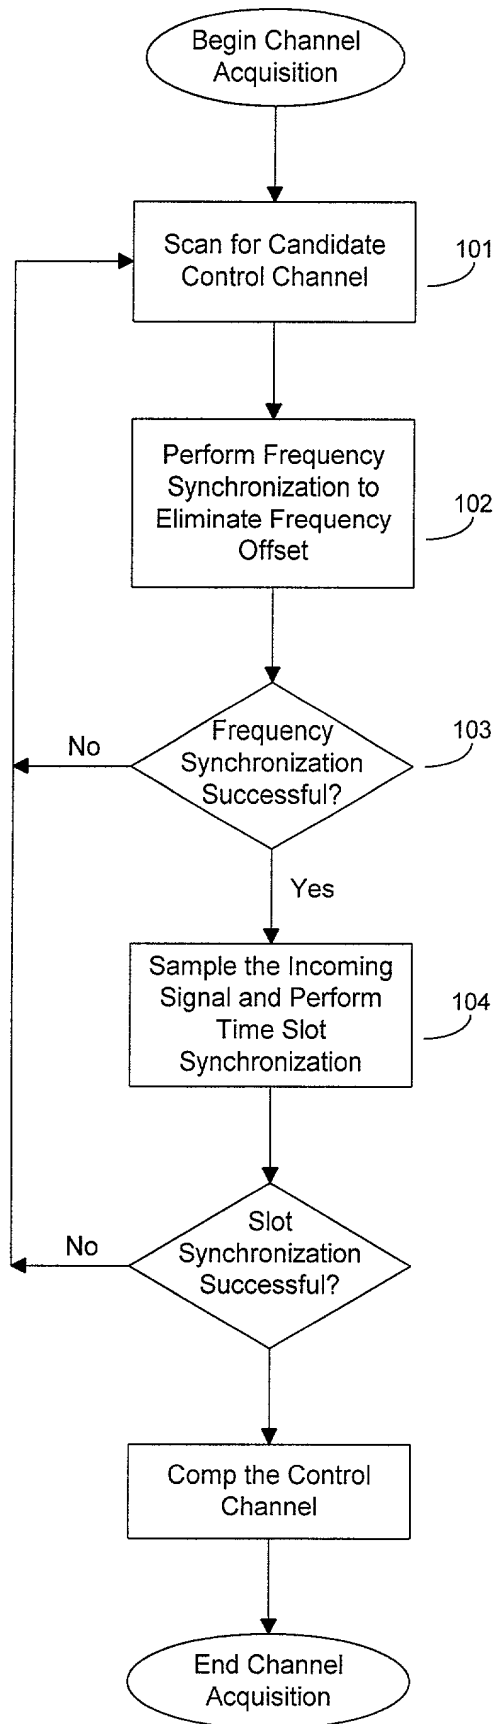 Begin Channel
Acquisition
Scan for Candidate
Control Channel
101
Perform Frequency
Synchronization to
Eliminate Frequency
Offset
102
Frequency
Synchronization
Successful?
103
No
Yes
Sample the Incoming
Signal and Perform
Time Slot
Synchronization
104
Slot
Synchronization
Successful?
No
Comp the Control
Channel
End Channel
Acquisition